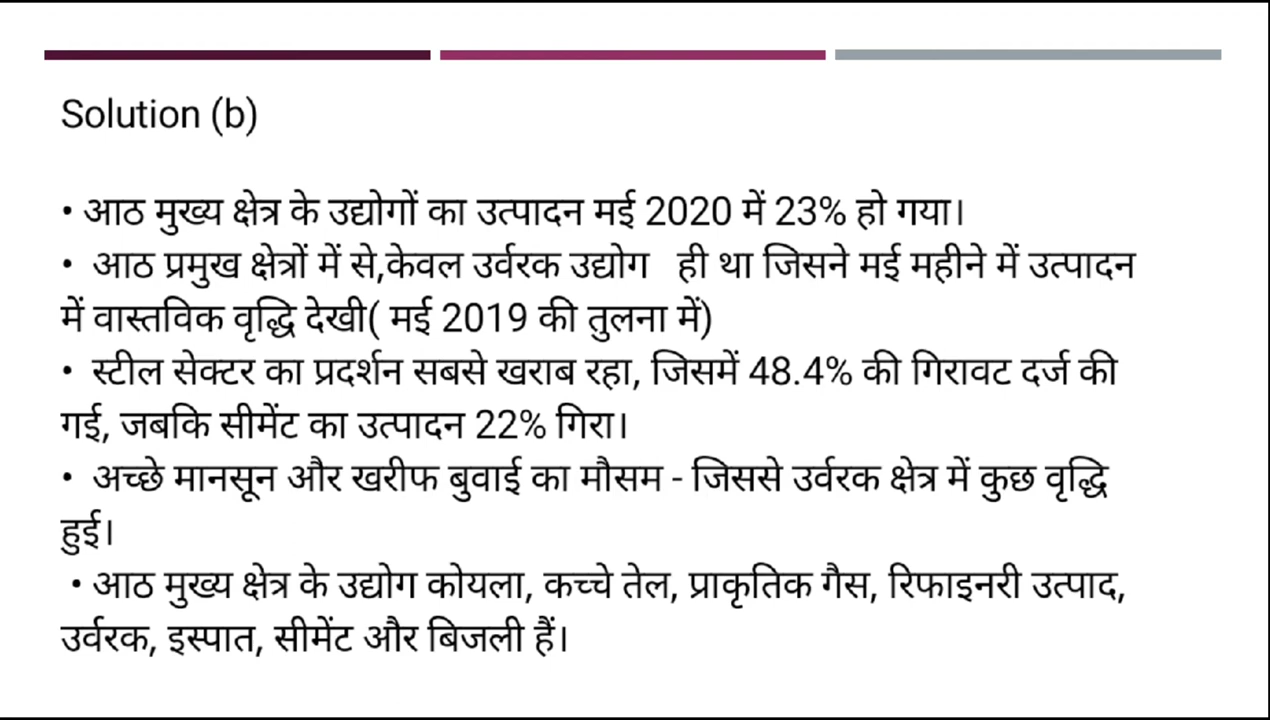 Solution (b)
• आठ मुख्य क्षेत्र के उद्योगों का उत्पादन मई 2020 में 23% हो गया।
• आठ प्रमुख क्षेत्रों में से,केवल उर्वरक उद्योग ही था जिसने मई महीने में उत्पादन
में वास्तविक वृद्धि देखी( मई 2019 की तुलना में)
• स्टील सेक्टर का प्रदर्शन सबसे खराब रहा, जिसमें 48.4% की गिरावट दर्ज की
गई, जबकि सीमेंट का उत्पादन 22% गिरा।
• अच्छे मानसून और खरीफ बुवाई का मौसम - जिससे उर्वरक क्षेत्र में कुछ वृद्धि
हुई।
• आठ मुख्य क्षेत्र के उद्योग कोयला, कच्चे तेल, प्राकृतिक गैस, रिफाइनरी उत्पाद,
उर्वरक, इस्पात, सीमेंट और बिजली हैं।